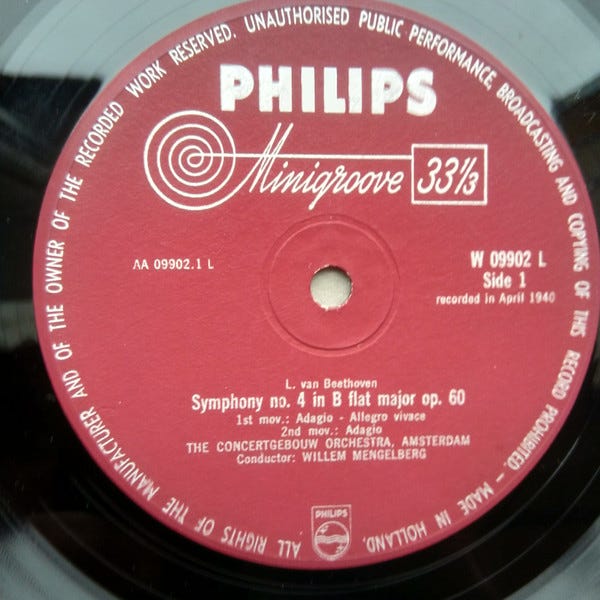 ALL RIGHTS OF THE MANUFACTURER AND OF THE OWNER OF THE RECORDED WORK RESERVED. UNAUTHORISED PUBLIC PERFORMANCE, BROADCASTING AND COPYING OF THIS RECORD PROHIBITED. - MADE IN HOLLAND.
PHILIPS
Minigroove 33⅓
AA 09902.1 L
W 09902 L
Side 1
recorded in April 1940
L. van Beethoven
Symphony no. 4 in B flat major op. 60
1st mov.: Adagio - Allegro vivace
2nd mov.: Adagio
THE CONCERTGEBOUW ORCHESTRA, AMSTERDAM
Conductor: WILLEM MENGELBERG
PHILIPS